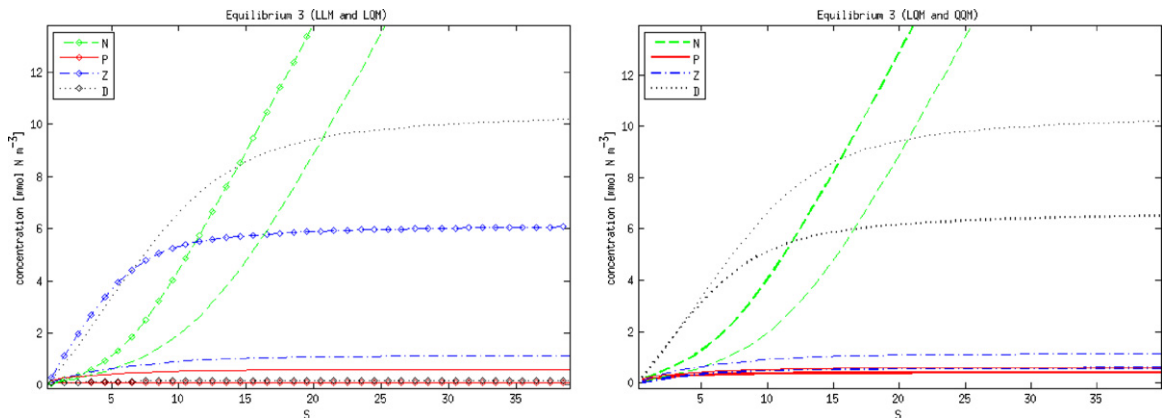 Equilibrium 3 (LLM and LQM)
N
P
Z
D
concentration [mmol N m⁻³]
12
10
8
6
4
2
0
5
10
15
20
25
30
35
S
Equilibrium 3 (LQM and QQM)
N
P
Z
D
concentration [mmol N m⁻³]
12
10
8
6
4
2
0
5
10
15
20
25
30
35
S